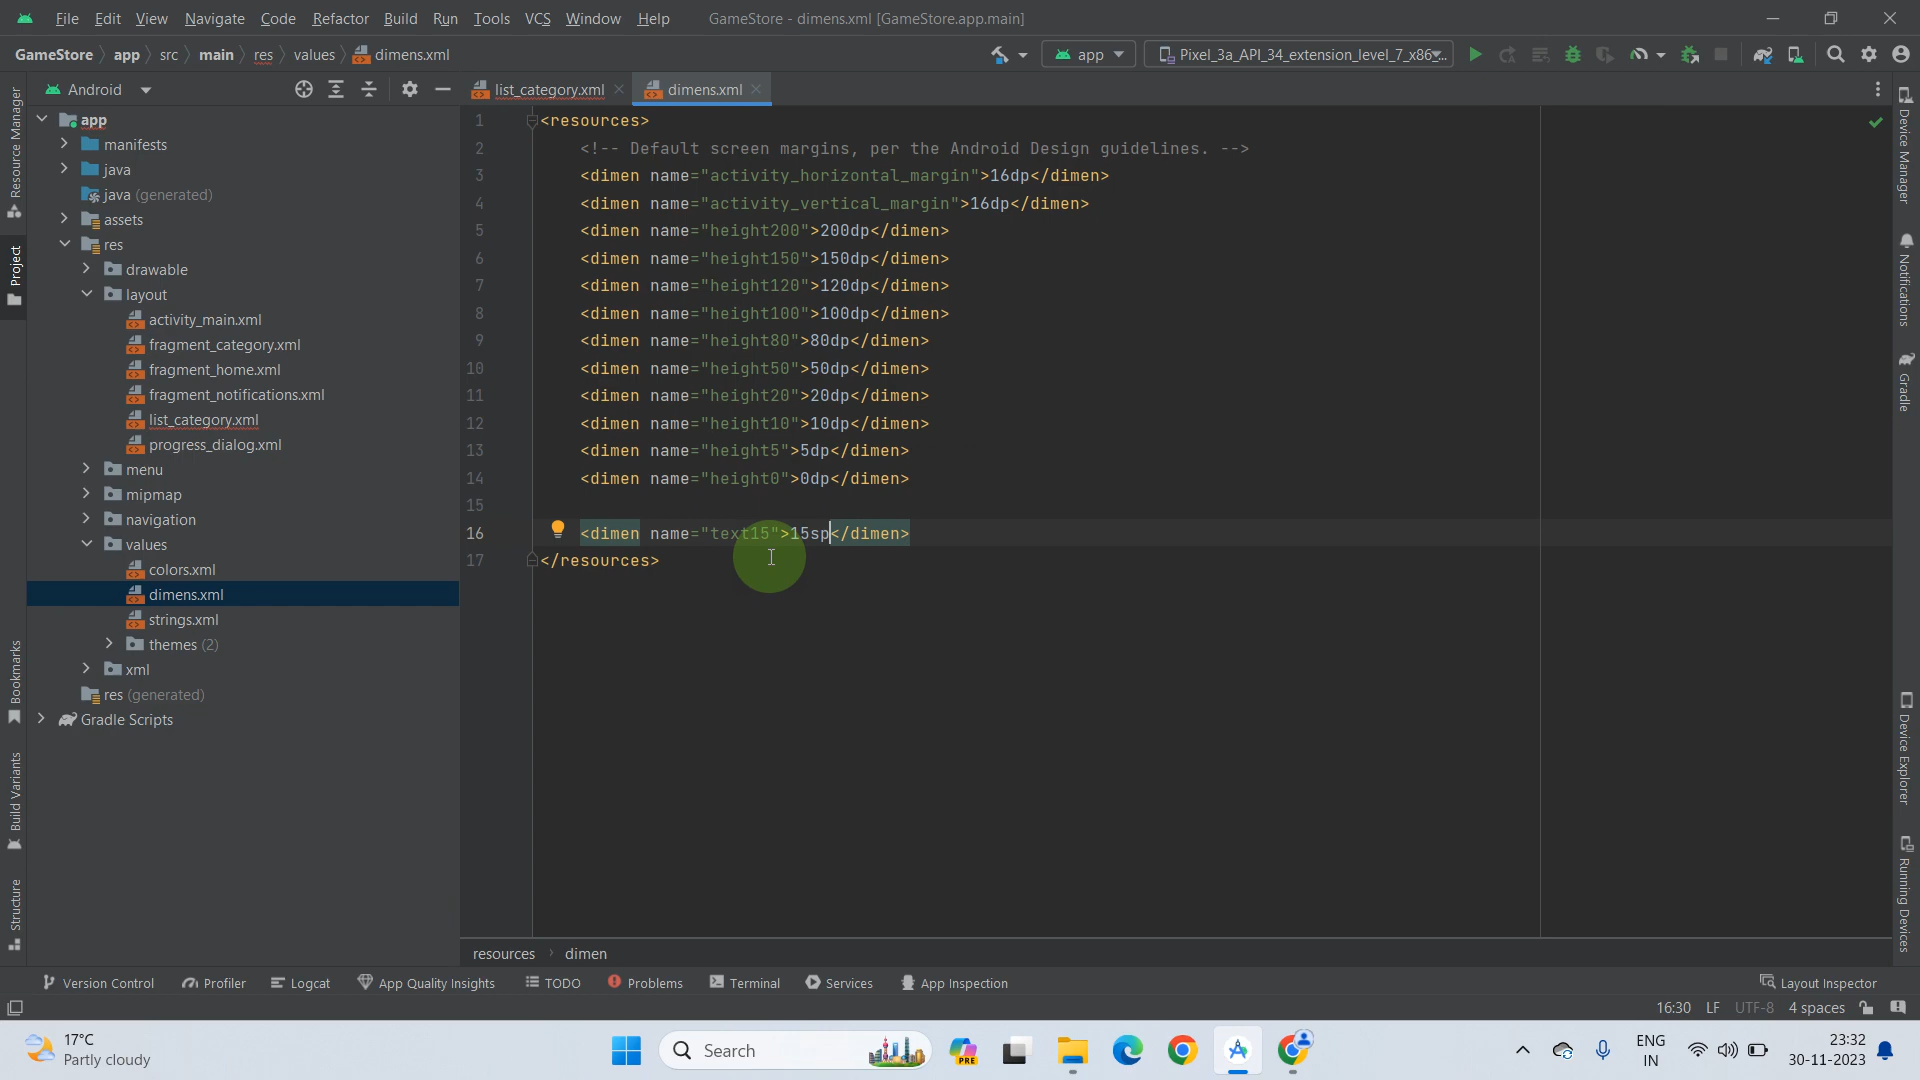 File Edit View Navigate Code Refactor Build Run Tools VCS Window Help GameStore - dimens.xml [GameStore.app.main]
GameStore app src main res values dimens.xml app Pixel_3a_API_34_extension_level_7_x86...
Android list_category.xml dimens.xml
Resource Manager
Project
Bookmarks
Build Variants
Structure
app
manifests
java
java (generated)
assets
res
drawable
layout
activity_main.xml
fragment_category.xml
fragment_home.xml
fragment_notifications.xml
list_category.xml
progress_dialog.xml
menu
mipmap
navigation
values
colors.xml
dimens.xml
strings.xml
themes (2)
xml
res (generated)
Gradle Scripts
1 <resources>
2 <!-- Default screen margins, per the Android Design guidelines. -->
3 <dimen name="activity_horizontal_margin">16dp</dimen>
4 <dimen name="activity_vertical_margin">16dp</dimen>
5 <dimen name="height200">200dp</dimen>
6 <dimen name="height150">150dp</dimen>
7 <dimen name="height120">120dp</dimen>
8 <dimen name="height100">100dp</dimen>
9 <dimen name="height80">80dp</dimen>
10 <dimen name="height50">50dp</dimen>
11 <dimen name="height20">20dp</dimen>
12 <dimen name="height10">10dp</dimen>
13 <dimen name="height5">5dp</dimen>
14 <dimen name="height0">0dp</dimen>
15
16 <dimen name="text15">15sp</dimen>
17 </resources>
Device Manager
Notifications
Gradle
Device Explorer
Running Devices
resources dimen
Version Control Profiler Logcat App Quality Insights TODO Problems Terminal Services App Inspection Layout Inspector
16:30 LF UTF-8 4 spaces
17°C
Partly cloudy
Search
PRE
ENG
IN
23:32
30-11-2023